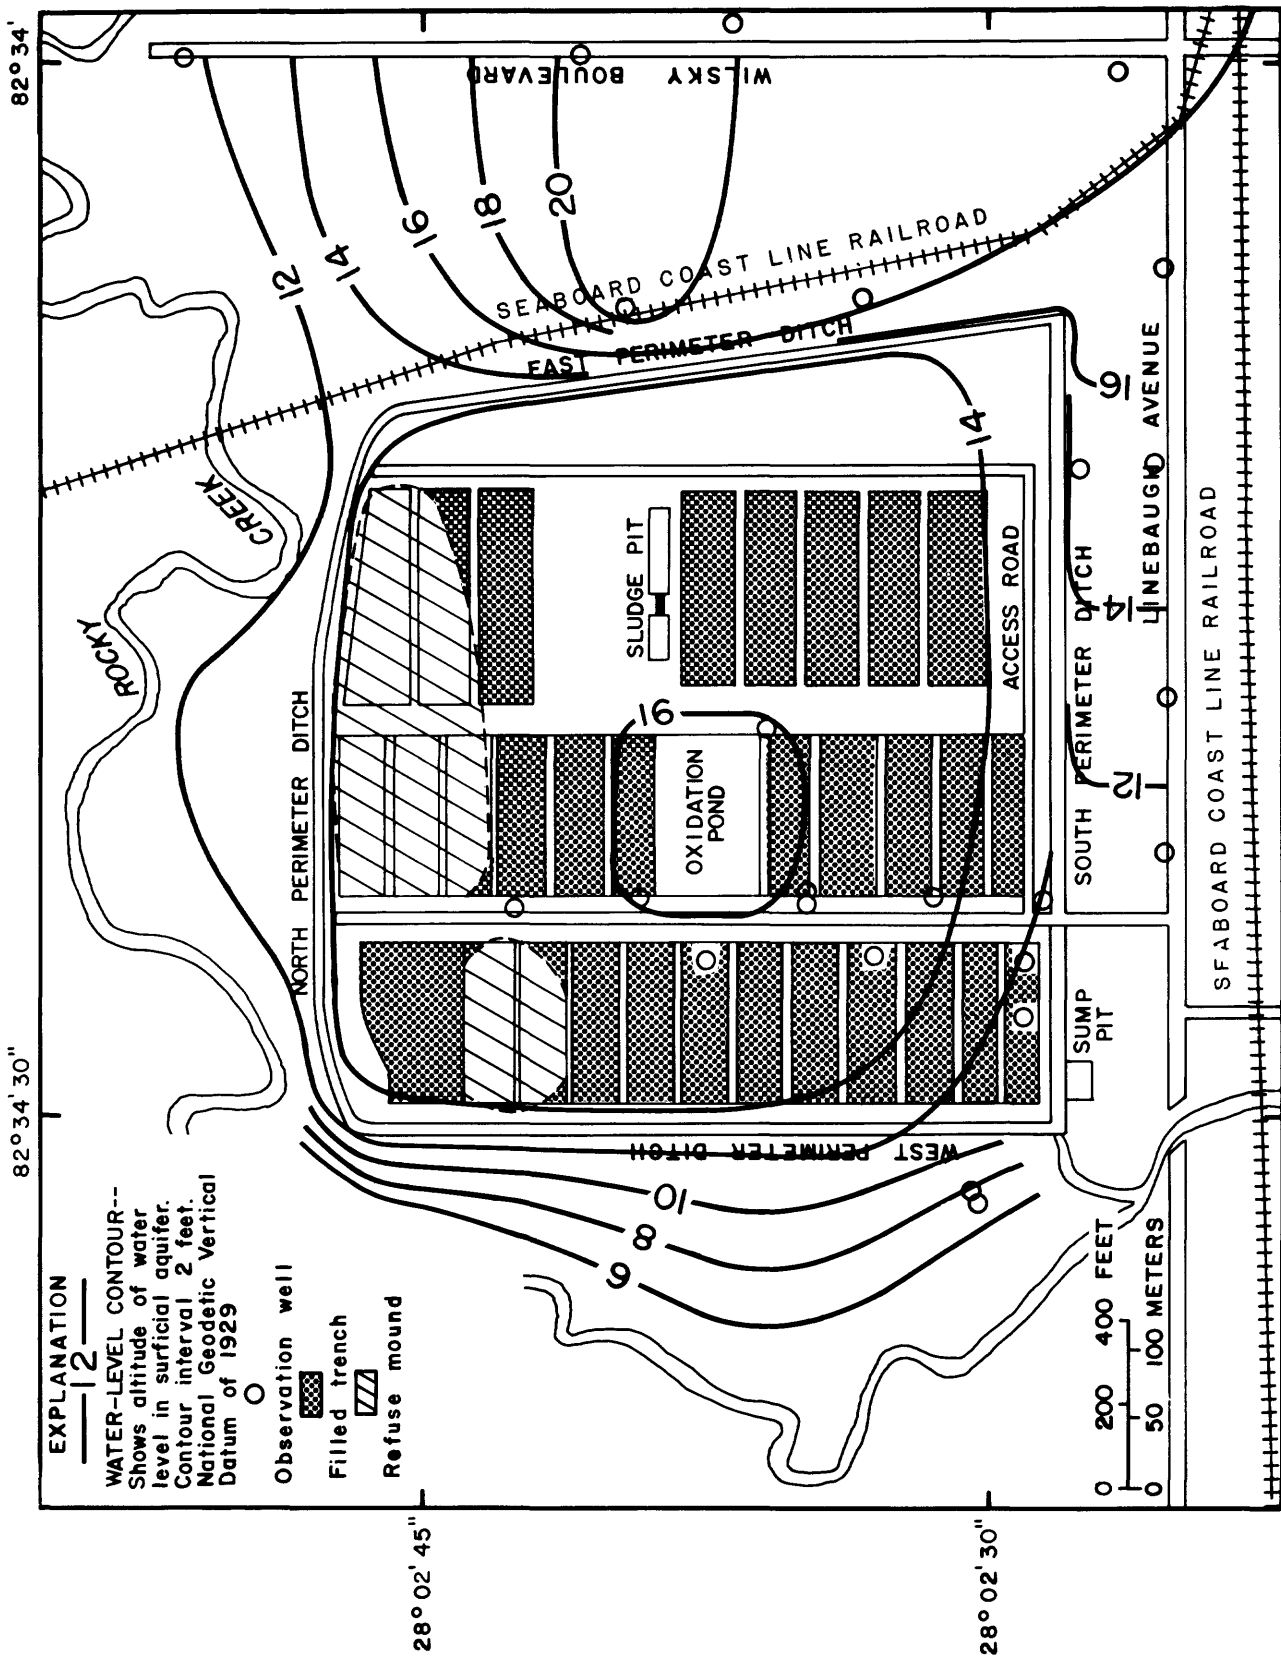 82°34'30"
82°34'
28°02'45"
28°02'30"
EXPLANATION
12
WATER-LEVEL CONTOUR--
Shows altitude of water
level in surficial aquifer.
Contour interval 2 feet.
National Geodetic Vertical
Datum of 1929
Observation well
Filled trench
Refuse mound
ROCKY
CREEK
NORTH PERIMETER DITCH
EAST PERIMETER DITCH
SEABOARD COAST LINE RAILROAD
WILSKY BOULEVARD
12
14
16
18
20
SLUDGE PIT
OXIDATION
POND
16
14
ACCESS ROAD
WEST PERIMETER DITCH
10
8
6
SUMP
PIT
SOUTH PERIMETER DITCH
12
14
16
LINEBAUGH AVENUE
SEABOARD COAST LINE RAILROAD
0 200 400 FEET
0 50 100 METERS